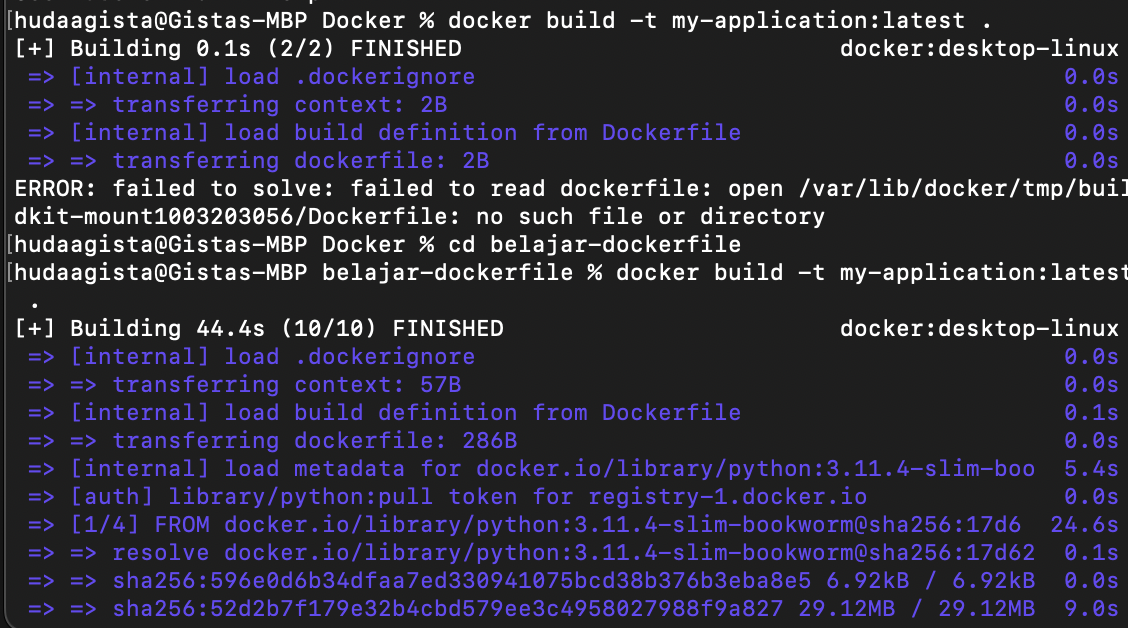 [hudaagista@Gistas-MBP Docker % docker build -t my-application:latest .
[+] Building 0.1s (2/2) FINISHED docker:desktop-linux
=> [internal] load .dockerignore 0.0s
=> => transferring context: 2B 0.0s
=> [internal] load build definition from Dockerfile 0.0s
=> => transferring dockerfile: 2B 0.0s
ERROR: failed to solve: failed to read dockerfile: open /var/lib/docker/tmp/buil
dkit-mount1003203056/Dockerfile: no such file or directory
[hudaagista@Gistas-MBP Docker % cd belajar-dockerfile
[hudaagista@Gistas-MBP belajar-dockerfile % docker build -t my-application:latest
.
[+] Building 44.4s (10/10) FINISHED docker:desktop-linux
=> [internal] load .dockerignore 0.0s
=> => transferring context: 57B 0.0s
=> [internal] load build definition from Dockerfile 0.1s
=> => transferring dockerfile: 286B 0.0s
=> [internal] load metadata for docker.io/library/python:3.11.4-slim-boo 5.4s
=> [auth] library/python:pull token for registry-1.docker.io 0.0s
=> [1/4] FROM docker.io/library/python:3.11.4-slim-bookworm@sha256:17d6 24.6s
=> => resolve docker.io/library/python:3.11.4-slim-bookworm@sha256:17d62 0.1s
=> => sha256:596e0d6b34dfaa7ed330941075bcd38b376b3eba8e5 6.92kB / 6.92kB 0.0s
=> => sha256:52d2b7f179e32b4cbd579ee3c4958027988f9a827 29.12MB / 29.12MB 9.0s